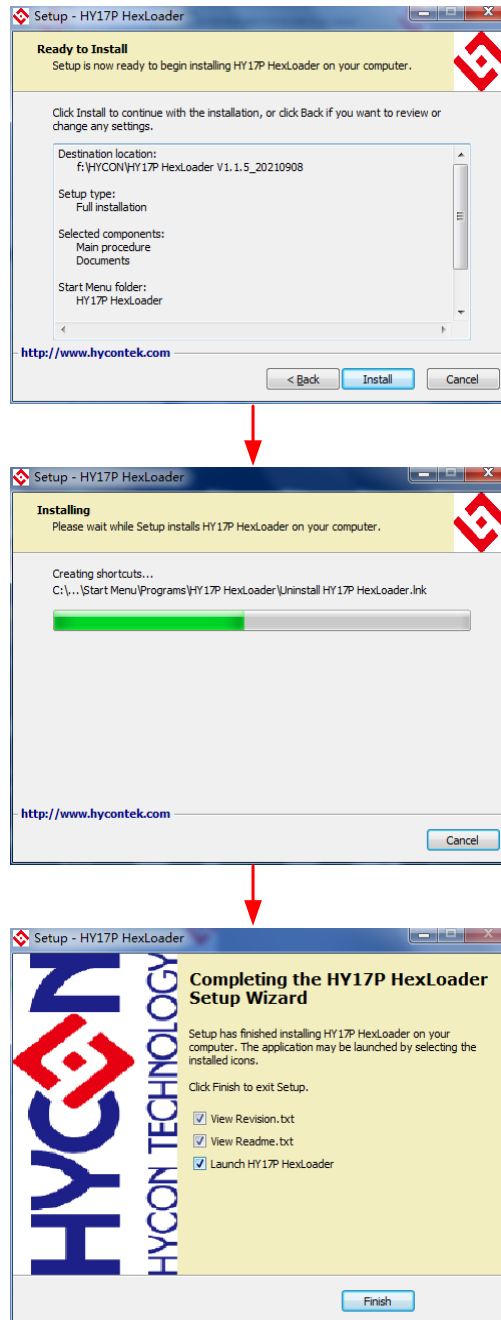 Setup - HY17P HexLoader
Ready to Install
Setup is now ready to begin installing HY17P HexLoader on your computer.
Click Install to continue with the installation, or click Back if you want to review or
change any settings.
Destination location:
f:\HYCON\HY17P HexLoader V1.1.5_20210908
Setup type:
Full installation
Selected components:
Main procedure
Documents
Start Menu folder:
HY17P HexLoader
http://www.hycontek.com
< Back
Install
Cancel
Setup - HY17P HexLoader
Installing
Please wait while Setup installs HY17P HexLoader on your computer.
Creating shortcuts...
C:\...\Start Menu\Programs\HY17P HexLoader\Uninstall HY17P HexLoader.lnk
http://www.hycontek.com
Cancel
Setup - HY17P HexLoader
HYCON
HYCON TECHNOLOGY
Completing the HY17P HexLoader
Setup Wizard
Setup has finished installing HY17P HexLoader on your
computer. The application may be launched by selecting the
installed icons.
Click Finish to exit Setup.
View Revision.txt
View Readme.txt
Launch HY17P HexLoader
Finish